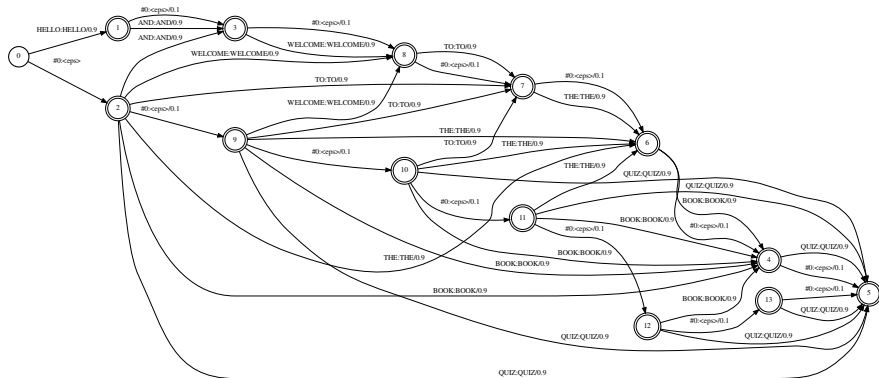 #0:<eps>/0.1
HELLO:HELLO/0.9
1
AND:AND/0.9
3
#0:<eps>/0.1
AND:AND/0.9
WELCOME:WELCOME/0.9
0
#0:<eps>
WELCOME:WELCOME/0.9
8
TO:TO/0.9
#0:<eps>/0.1
TO:TO/0.9
7
#0:<eps>/0.1
THE:THE/0.9
2
#0:<eps>/0.1
WELCOME:WELCOME/0.9
TO:TO/0.9
9
THE:THE/0.9
TO:TO/0.9
6
#0:<eps>/0.1
THE:THE/0.9
THE:THE/0.9
10
QUIZ:QUIZ/0.9
QUIZ:QUIZ/0.9
#0:<eps>/0.1
BOOK:BOOK/0.9
11
BOOK:BOOK/0.9
#0:<eps>/0.1
#0:<eps>/0.1
QUIZ:QUIZ/0.9
BOOK:BOOK/0.9
THE:THE/0.9
BOOK:BOOK/0.9
4
#0:<eps>/0.1
BOOK:BOOK/0.9
BOOK:BOOK/0.9
13
#0:<eps>/0.1
5
QUIZ:QUIZ/0.9
12
#0:<eps>/0.1
QUIZ:QUIZ/0.9
QUIZ:QUIZ/0.9
QUIZ:QUIZ/0.9